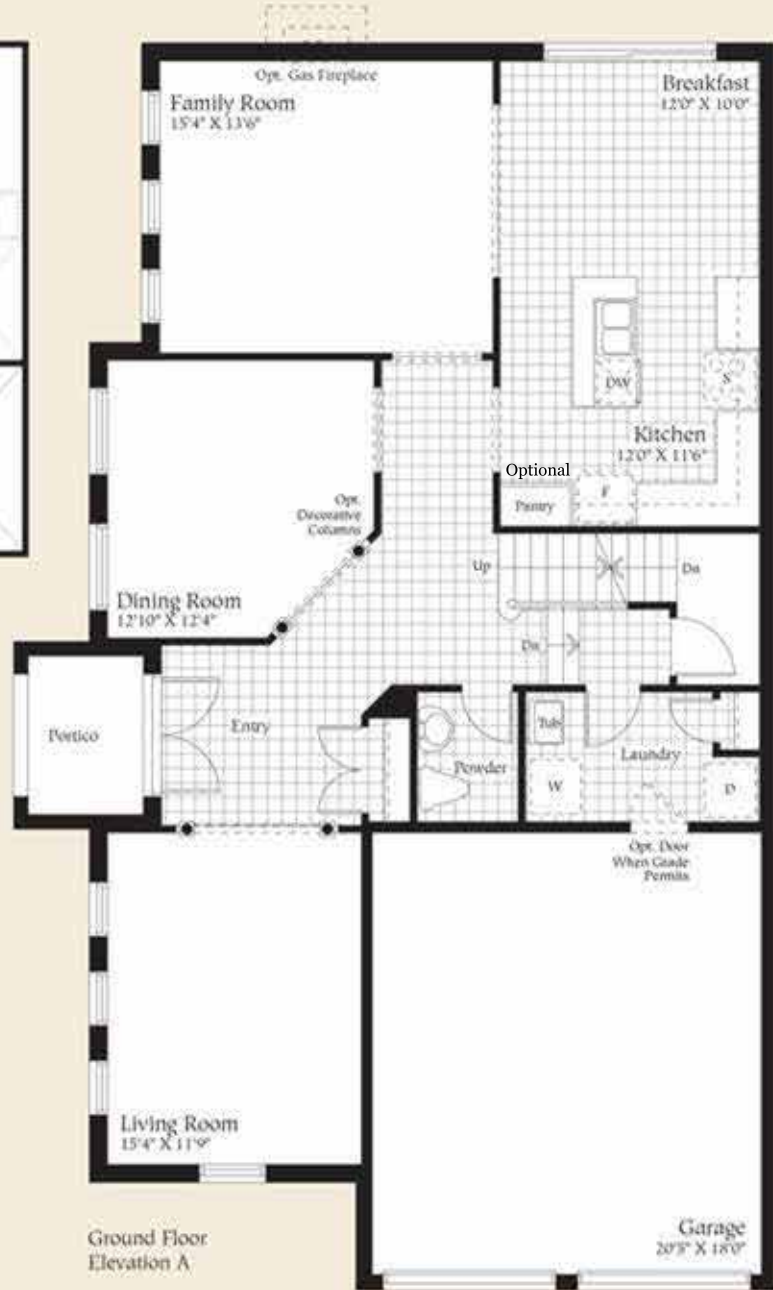 Opt. Gas Fireplace
Family Room
15'4" X 13'6"
Breakfast
12'0" X 10'0"
DW
S
Kitchen
12'0" X 11'6"
Optional
Pantry
F
Opt.
Decorative
Columns
Up
Dn
Dining Room
12'10" X 12'4"
Dn
Portico
Entry
Powder
Tub
Laundry
W
D
Opt. Door
When Grade
Permits
Living Room
15'4" X 11'9"
Garage
20'5" X 18'0"
Ground Floor
Elevation A